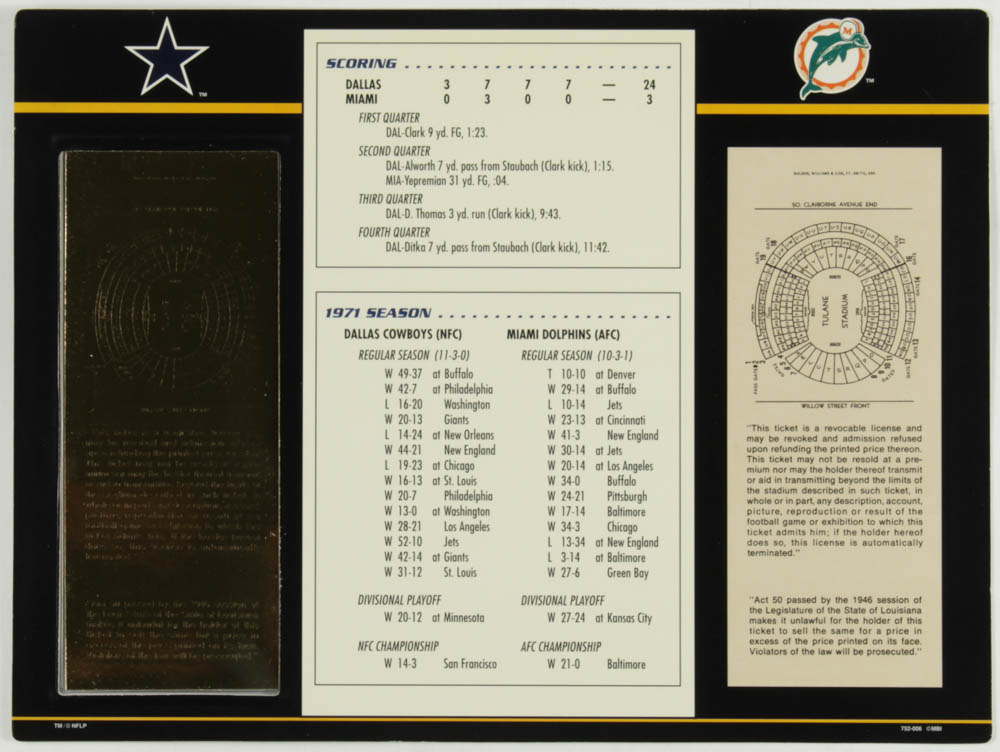 TM
SCORING
DALLAS 3 7 7 7 — 24
MIAMI 0 3 0 0 — 3
FIRST QUARTER
DAL-Clark 9 yd. FG, 1:23.
SECOND QUARTER
DAL-Alworth 7 yd. pass from Staubach (Clark kick), 1:15.
MIA-Yepremian 31 yd. FG, :04.
THIRD QUARTER
DAL-D. Thomas 3 yd. run (Clark kick), 9:43.
FOURTH QUARTER
DAL-Ditka 7 yd. pass from Staubach (Clark kick), 11:42.
1971 SEASON
DALLAS COWBOYS (NFC)
REGULAR SEASON (11-3-0)
W 49-37 at Buffalo
W 42-7 at Philadelphia
L 16-20 Washington
W 20-13 Giants
L 14-24 at New Orleans
W 44-21 New England
L 19-23 at Chicago
W 16-13 at St. Louis
W 20-7 Philadelphia
W 13-0 at Washington
W 28-21 Los Angeles
W 52-10 Jets
W 42-14 at Giants
W 31-12 St. Louis
DIVISIONAL PLAYOFF
W 20-12 at Minnesota
NFC CHAMPIONSHIP
W 14-3 San Francisco
MIAMI DOLPHINS (AFC)
REGULAR SEASON (10-3-1)
T 10-10 at Denver
W 29-14 at Buffalo
L 10-14 Jets
W 23-13 at Cincinnati
W 41-3 New England
W 30-14 at Jets
W 20-14 at Los Angeles
W 34-0 Buffalo
W 24-21 Pittsburgh
W 17-14 Baltimore
W 34-3 Chicago
L 13-34 at New England
L 3-14 at Baltimore
W 27-6 Green Bay
DIVISIONAL PLAYOFF
W 27-24 at Kansas City
AFC CHAMPIONSHIP
W 21-0 Baltimore
M
TM
SO. CLAIBORNE AVENUE END
TULANE
STADIUM
WILLOW STREET FRONT
"This ticket is a revocable license and
may be revoked and admission refused
upon refunding the printed price thereon.
This ticket may not be resold at a pre-
mium nor may the holder thereof transmit
or aid in transmitting beyond the limits of
the stadium described in such ticket, in
whole or in part, any description, account,
picture, reproduction or result of the
football game or exhibition to which this
ticket admits him; if the holder hereof
does so, this license is automatically
terminated."
"Act 50 passed by the 1946 session of
the Legislature of the State of Louisiana
makes it unlawful for the holder of this
ticket to sell the same for a price in
excess of the price printed on its face.
Violators of the law will be prosecuted."
TM / © NFLP
752-006 ©MBI